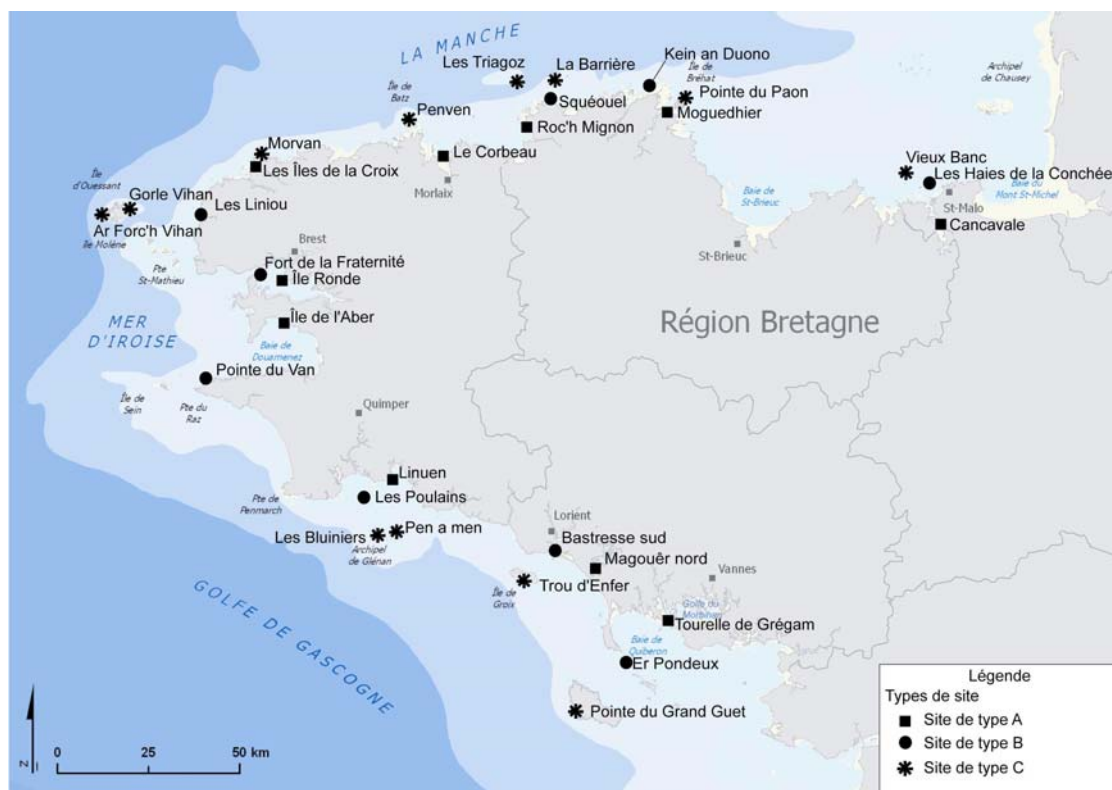 LA MANCHE
Les Triagoz
La Barrière
Kein an Duono
Île de
Bréhat
Archipel
de Chausey
Île de
Batz
Penven
Squéouel
Pointe du Paon
Moguedhier
Roc'h Mignon
Morvan
Le Corbeau
Les Îles de la Croix
Morlaix
Vieux Banc
Les Haies de la Conchée
Baie du
Mont St-Michel
St-Malo
Île
d'Ouessant
Gorle Vihan
Les Liniou
Ar Forc'h Vihan
Île Molène
Baie de
St-Brieuc
Cancavale
Brest
St-Brieuc
Pte
St-Mathieu
Fort de la Fraternité
Île Ronde
Île de l'Aber
Région Bretagne
MER
D'IROISE
Baie de
Douarnenez
Pointe du Van
Île de
Sein
Pte du
Raz
Quimper
Linuen
Les Poulains
Pte de
Penmarch
Les Bluiniers
Pen a men
Archipel
de Glénan
Lorient
Bastresse sud
Magouêr nord
Vannes
Trou d'Enfer
Île de
Groix
Golfe du
Morbihan
Tourelle de Grégam
Baie de
Quiberon
Er Pondeux
GOLFE DE GASCOGNE
Pointe du Grand Guet
Légende
Types de site
Site de type A
Site de type B
Site de type C
N
0 25 50 km